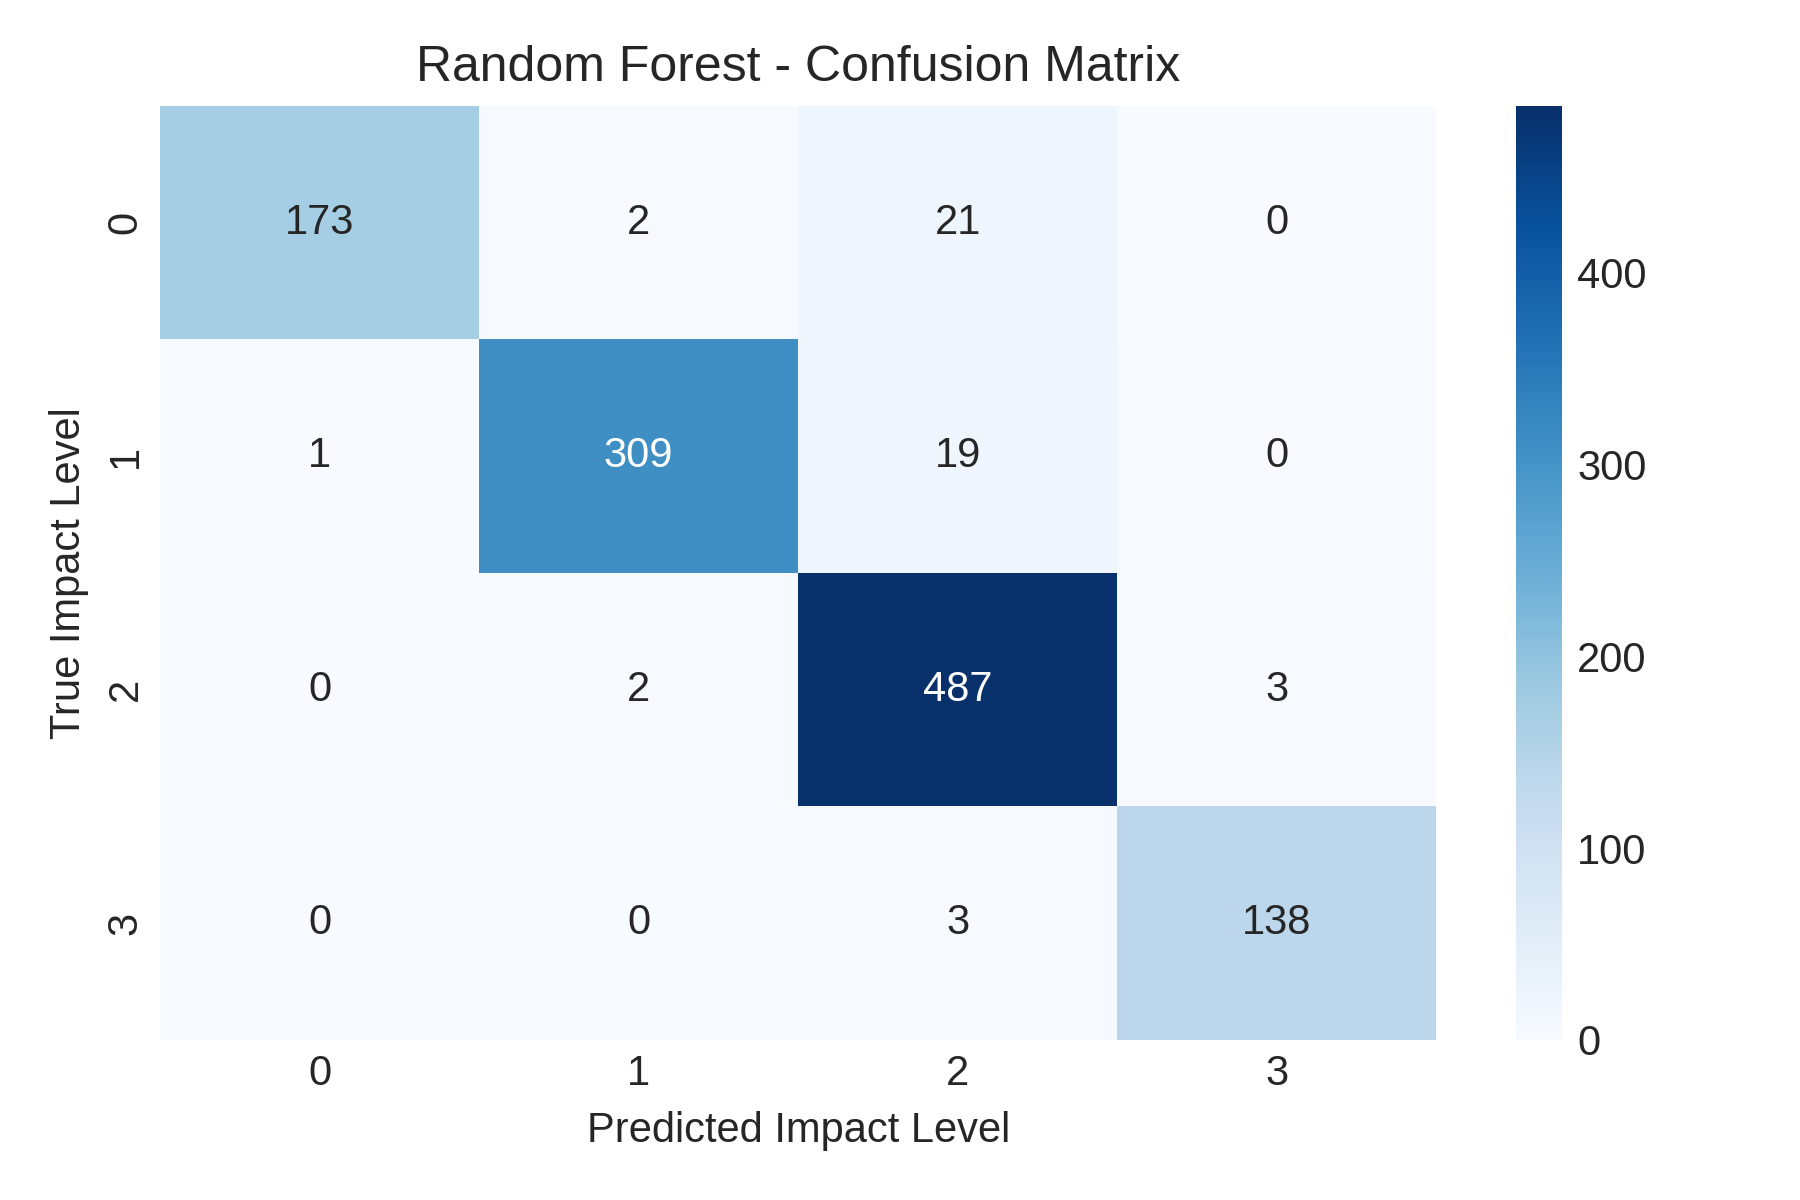 Random Forest - Confusion Matrix
True Impact Level
0 173 2 21 0
1 1 309 19 0
2 0 2 487 3
3 0 0 3 138
0 1 2 3
Predicted Impact Level
400
300
200
100
0